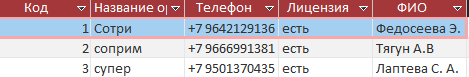 Код Название ор Телефон Лицензия ФИО
1 Сотри +7 9642129136 есть Федосеева Э.
2 соприм +7 9666991381 есть Тягун А.В
3 супер +7 9501370435 есть Лаптева С. А.